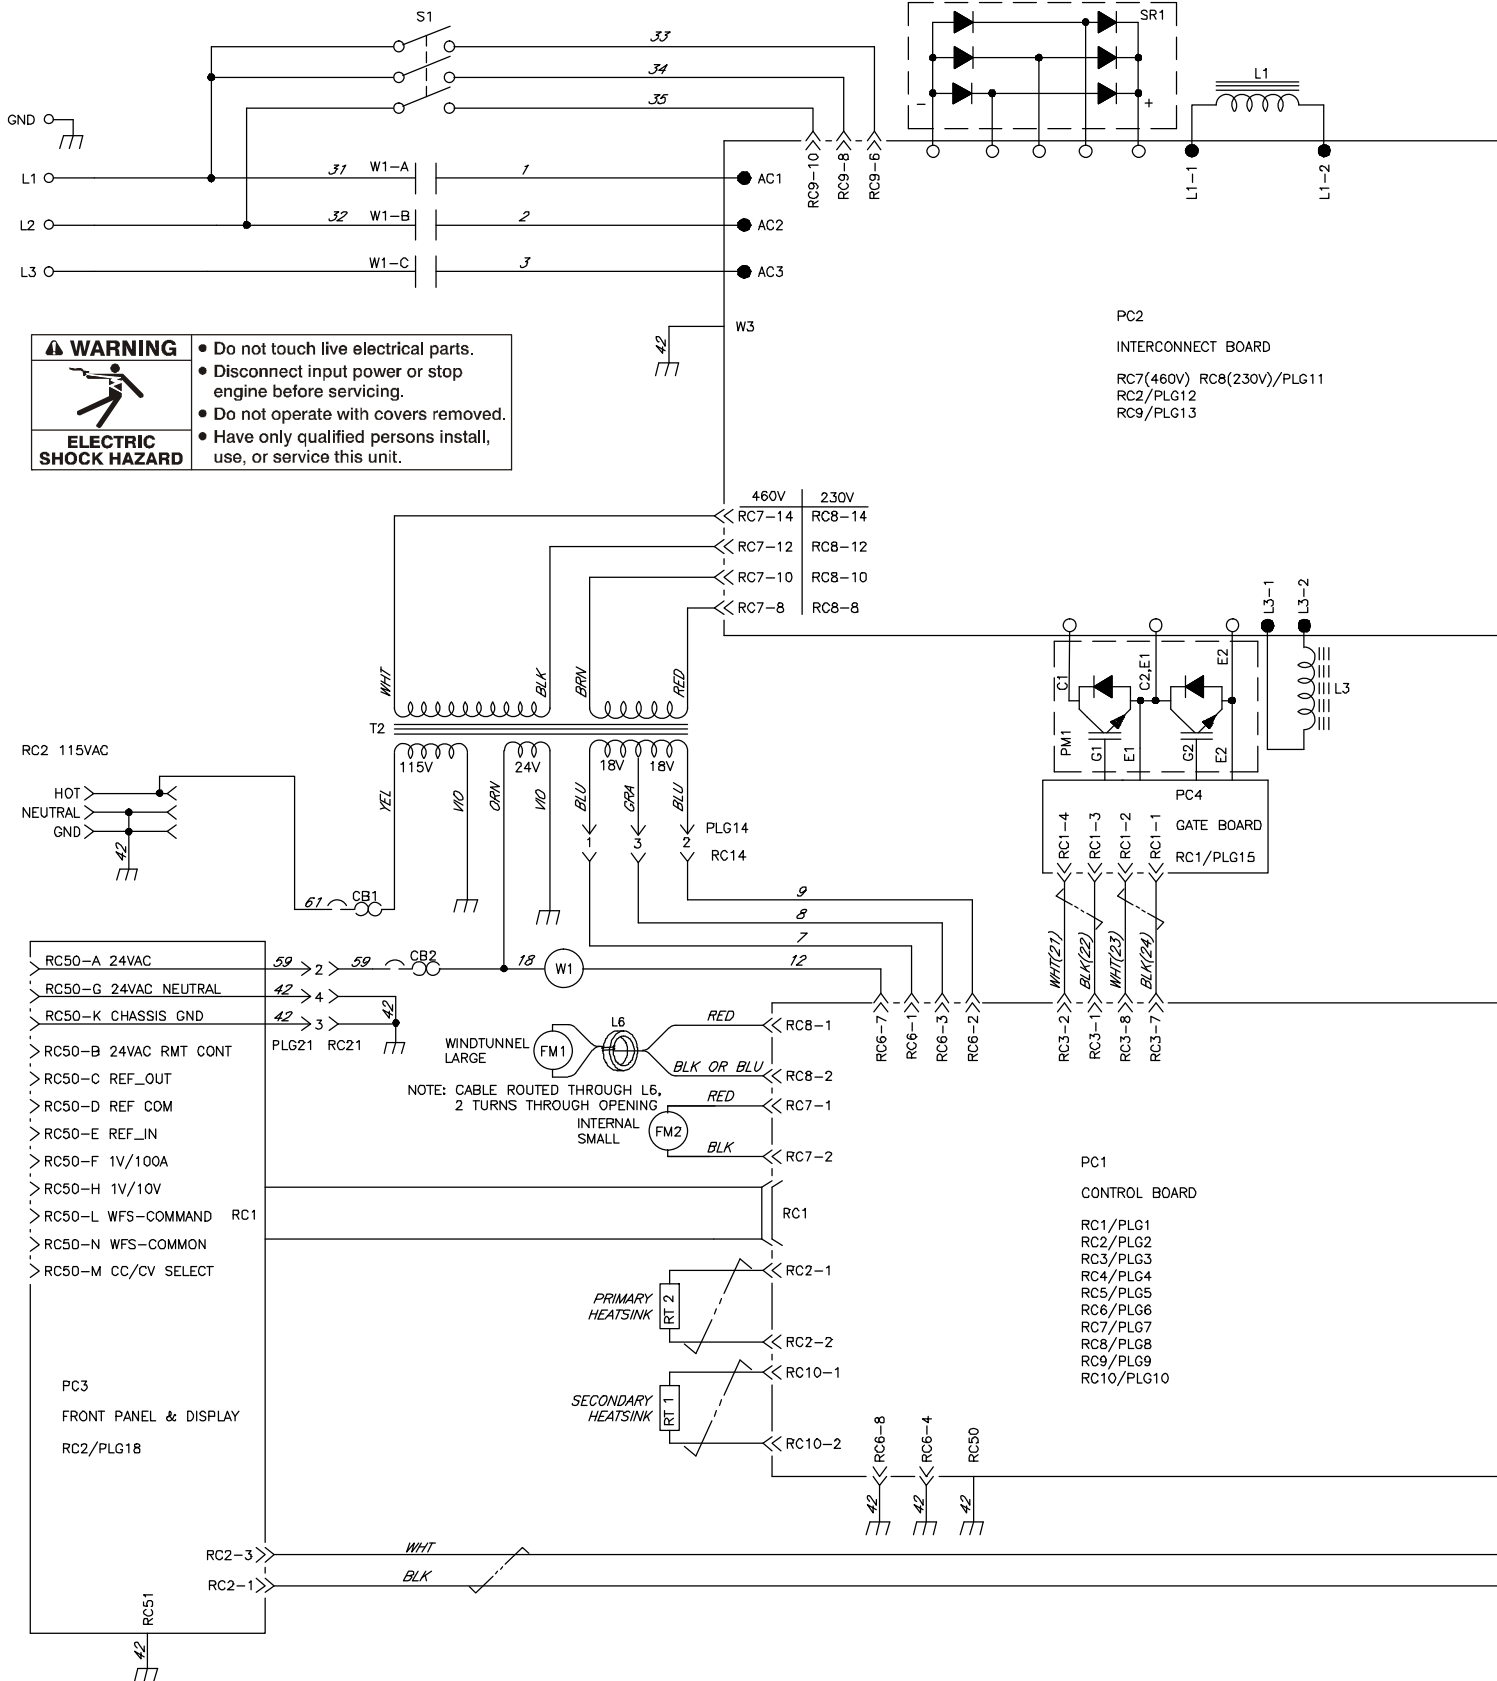 S1
33
34
35
SR1
-
+
L1
GND
L1
L2
L3
31
32
W1-A
W1-B
W1-C
1
2
3
AC1
AC2
AC3
RC9-10
RC9-8
RC9-6
L1-1
L1-2
W3
42
PC2
INTERCONNECT BOARD
RC7(460V) RC8(230V)/PLG11
RC2/PLG12
RC9/PLG13
WARNING
ELECTRIC
SHOCK HAZARD
• Do not touch live electrical parts.
• Disconnect input power or stop
engine before servicing.
• Do not operate with covers removed.
• Have only qualified persons install,
use, or service this unit.
460V 230V
RC7-14 RC8-14
RC7-12 RC8-12
RC7-10 RC8-10
RC7-8 RC8-8
WHT
BLK
BRN
RED
T2
115V
24V
18V 18V
YEL
VIO
ORN
VIO
BLU
GRA
BLU
1
3
2
PLG14
RC14
L3-1
L3-2
L3
C1
C2,E1
E2
PM1
G1
E1
G2
E2
PC4
GATE BOARD
RC1/PLG15
RC1-4
RC1-3
RC1-2
RC1-1
WHT(21)
BLK(22)
WHT(23)
BLK(24)
RC3-2
RC3-1
RC3-8
RC3-7
RC2 115VAC
HOT
NEUTRAL
GND
42
61
CB1
9
8
7
12
RC50-A 24VAC
RC50-G 24VAC NEUTRAL
RC50-K CHASSIS GND
RC50-B 24VAC RMT CONT
RC50-C REF_OUT
RC50-D REF COM
RC50-E REF_IN
RC50-F 1V/100A
RC50-H 1V/10V
RC50-L WFS-COMMAND
RC50-N WFS-COMMON
RC50-M CC/CV SELECT
RC1
59 2 59
42 4
42 3
42
PLG21 RC21
CB2
18
W1
RC6-7
RC6-1
RC6-3
RC6-2
WINDTUNNEL
LARGE
FM1
L6
RED
RC8-1
BLK OR BLU
RC8-2
NOTE: CABLE ROUTED THROUGH L6,
2 TURNS THROUGH OPENING
RED
RC7-1
INTERNAL
SMALL
FM2
BLK
RC7-2
RC1
PRIMARY
HEATSINK
RT 2
RC2-1
RC2-2
SECONDARY
HEATSINK
RT 1
RC10-1
RC10-2
PC1
CONTROL BOARD
RC1/PLG1
RC2/PLG2
RC3/PLG3
RC4/PLG4
RC5/PLG5
RC6/PLG6
RC7/PLG7
RC8/PLG8
RC9/PLG9
RC10/PLG10
RC6-8
RC6-4
RC50
42
42
42
PC3
FRONT PANEL & DISPLAY
RC2/PLG18
RC2-3
WHT
RC2-1
BLK
RC51
42